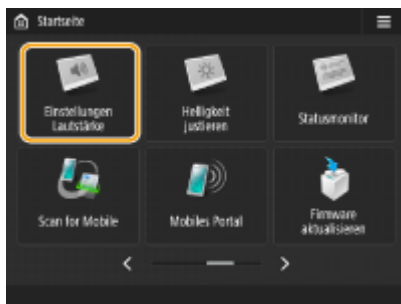 Startseite
Einstellungen
Lautstärke
Helligkeit
justieren
Statusmonitor
Scan for Mobile
Mobiles Portal
Firmware
aktualisieren